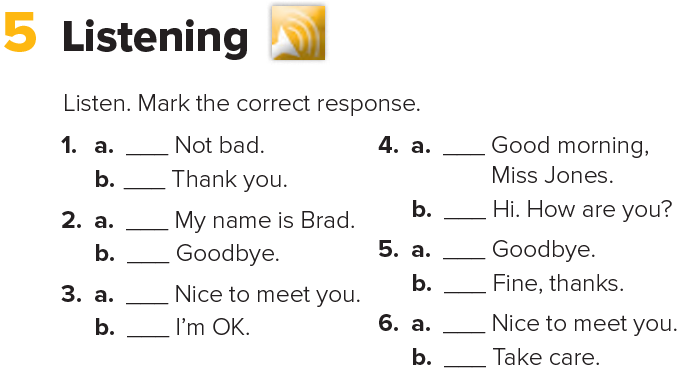 5 Listening
Listen. Mark the correct response.
1. a. ____ Not bad.
b. ____ Thank you.
2. a. ____ My name is Brad.
b. ____ Goodbye.
3. a. ____ Nice to meet you.
b. ____ I'm OK.
4. a. ____ Good morning,
Miss Jones.
b. ____ Hi. How are you?
5. a. ____ Goodbye.
b. ____ Fine, thanks.
6. a. ____ Nice to meet you.
b. ____ Take care.